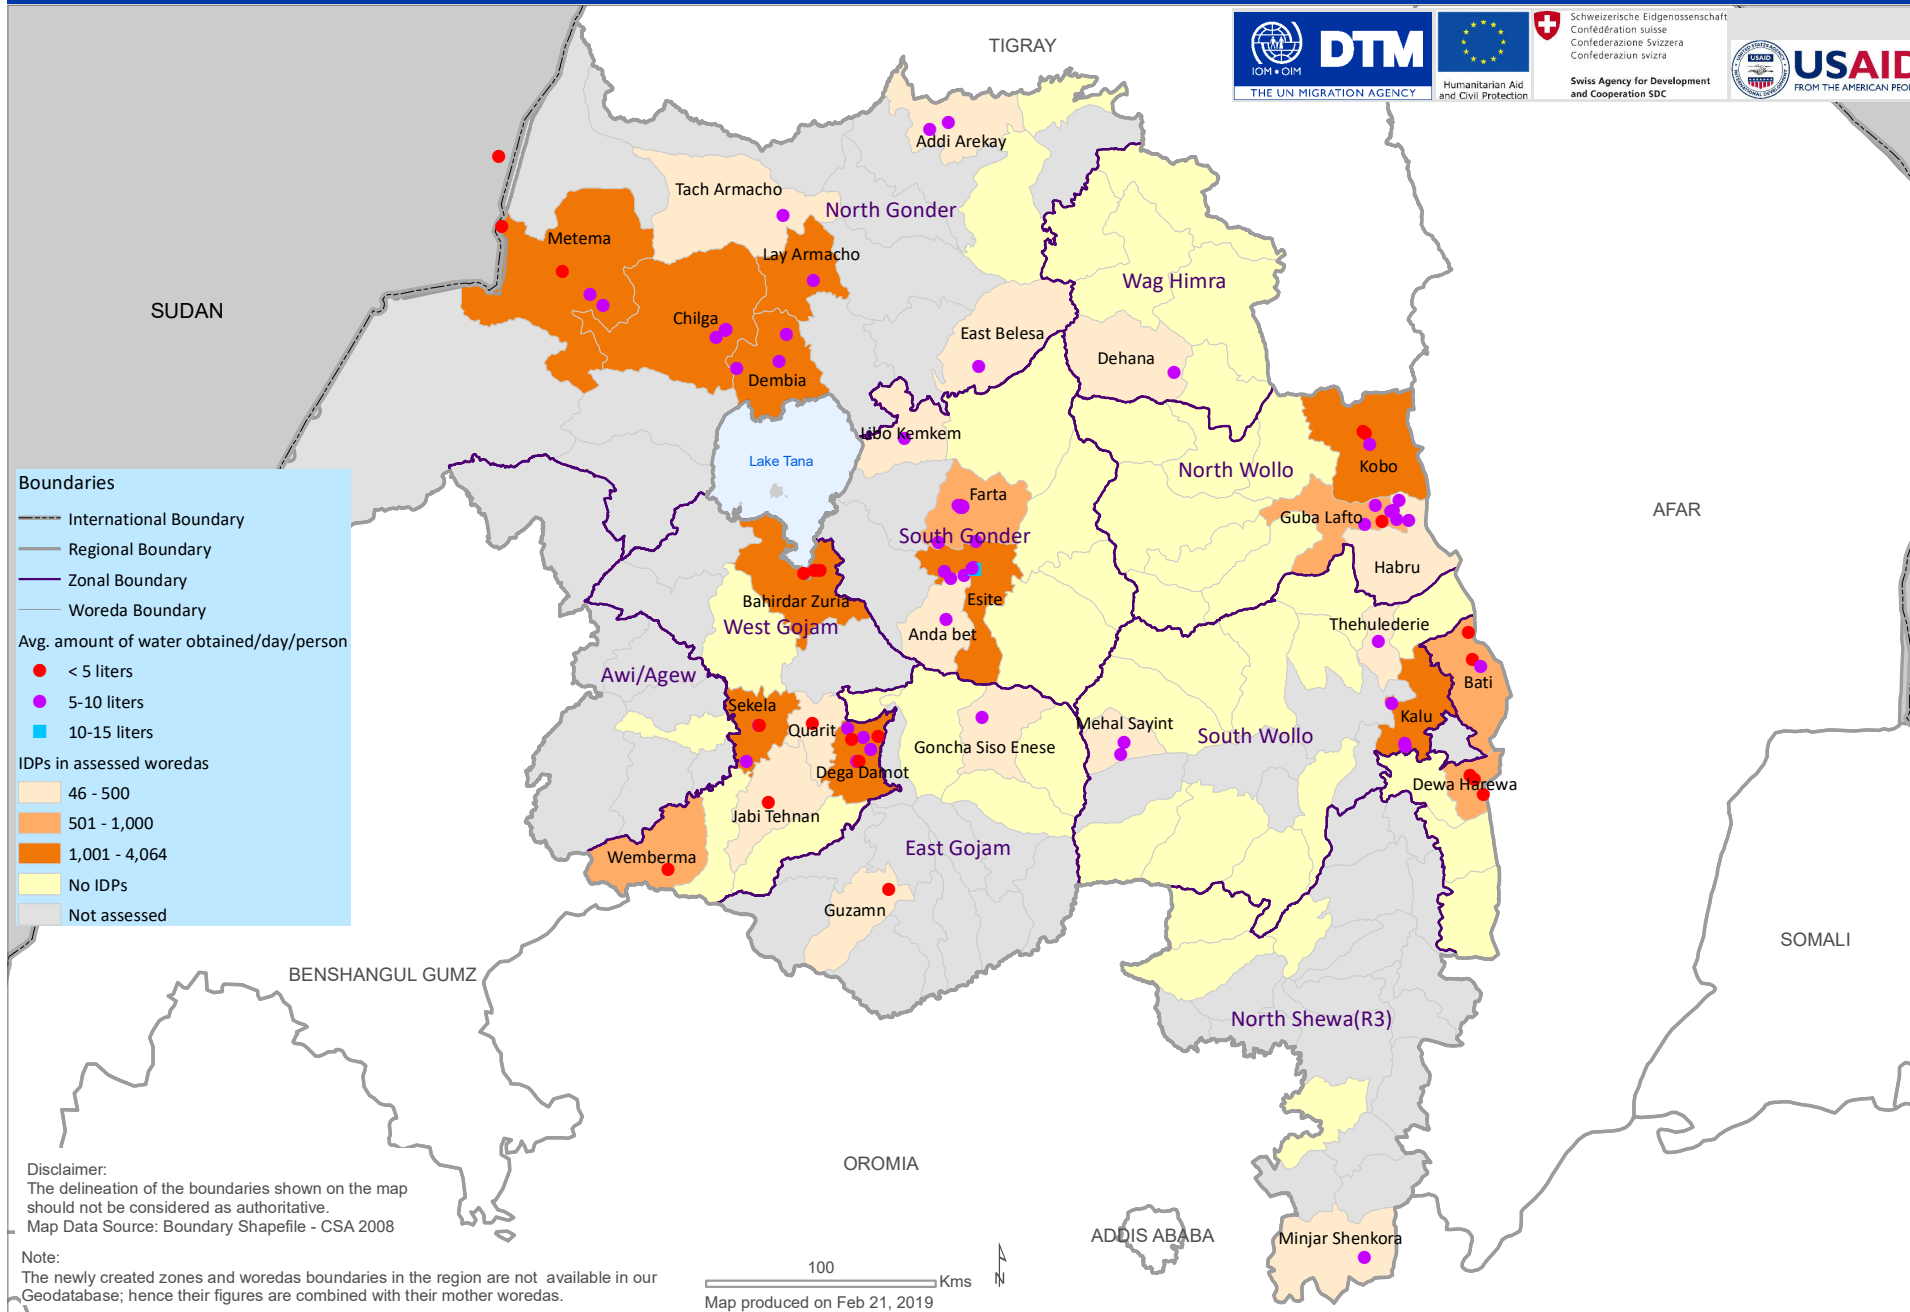 TIGRAY
IOM • OIM
DTM
THE UN MIGRATION AGENCY
Humanitarian Aid
and Civil Protection
Schweizerische Eidgenossenschaft
Confédération suisse
Confederazione Svizzera
Confederaziun svizra
Swiss Agency for Development
and Cooperation SDC
USAID
USAID
FROM THE AMERICAN PEOPL
Addi Arekay
Tach Armacho
North Gonder
Metema
Lay Armacho
Wag Himra
SUDAN
Chilga
East Belesa
Dehana
Dembia
Libo Kemkem
Lake Tana
North Wollo
Kobo
Farta
Guba Lafto
AFAR
South Gonder
Habru
Bahirdar Zuria
Esite
West Gojam
Anda bet
Thehulederie
Awi/Agew
Bati
Sekela
Quarit
Kalu
Mehal Sayint
South Wollo
Goncha Siso Enese
Dega Damot
Dewa Harewa
Jabi Tehnan
East Gojam
Wemberma
Guzamn
SOMALI
BENSHANGUL GUMZ
North Shewa(R3)
OROMIA
ADDIS ABABA
Minjar Shenkora
Boundaries
International Boundary
Regional Boundary
Zonal Boundary
Woreda Boundary
Avg. amount of water obtained/day/person
< 5 liters
5-10 liters
10-15 liters
IDPs in assessed woredas
46 - 500
501 - 1,000
1,001 - 4,064
No IDPs
Not assessed
Disclaimer:
The delineation of the boundaries shown on the map
should not be considered as authoritative.
Map Data Source: Boundary Shapefile - CSA 2008
Note:
The newly created zones and woredas boundaries in the region are not available in our
Geodatabase; hence their figures are combined with their mother woredas.
100
Kms
N
Map produced on Feb 21, 2019